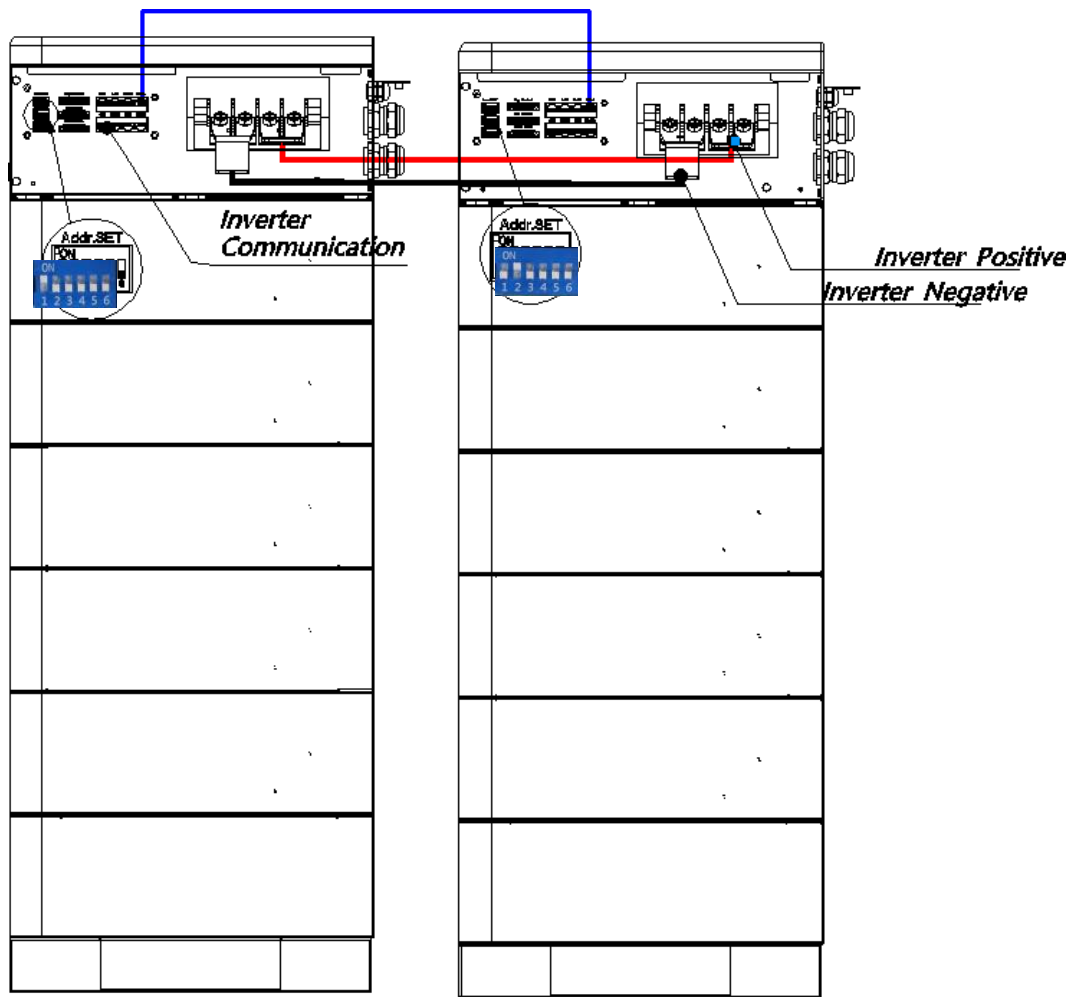 Inverter
Communication
Addr.SET
ON
ON
1 2 3 4 5 6
Addr.SET
ON
ON
1 2 3 4 5 6
Inverter Positive
Inverter Negative